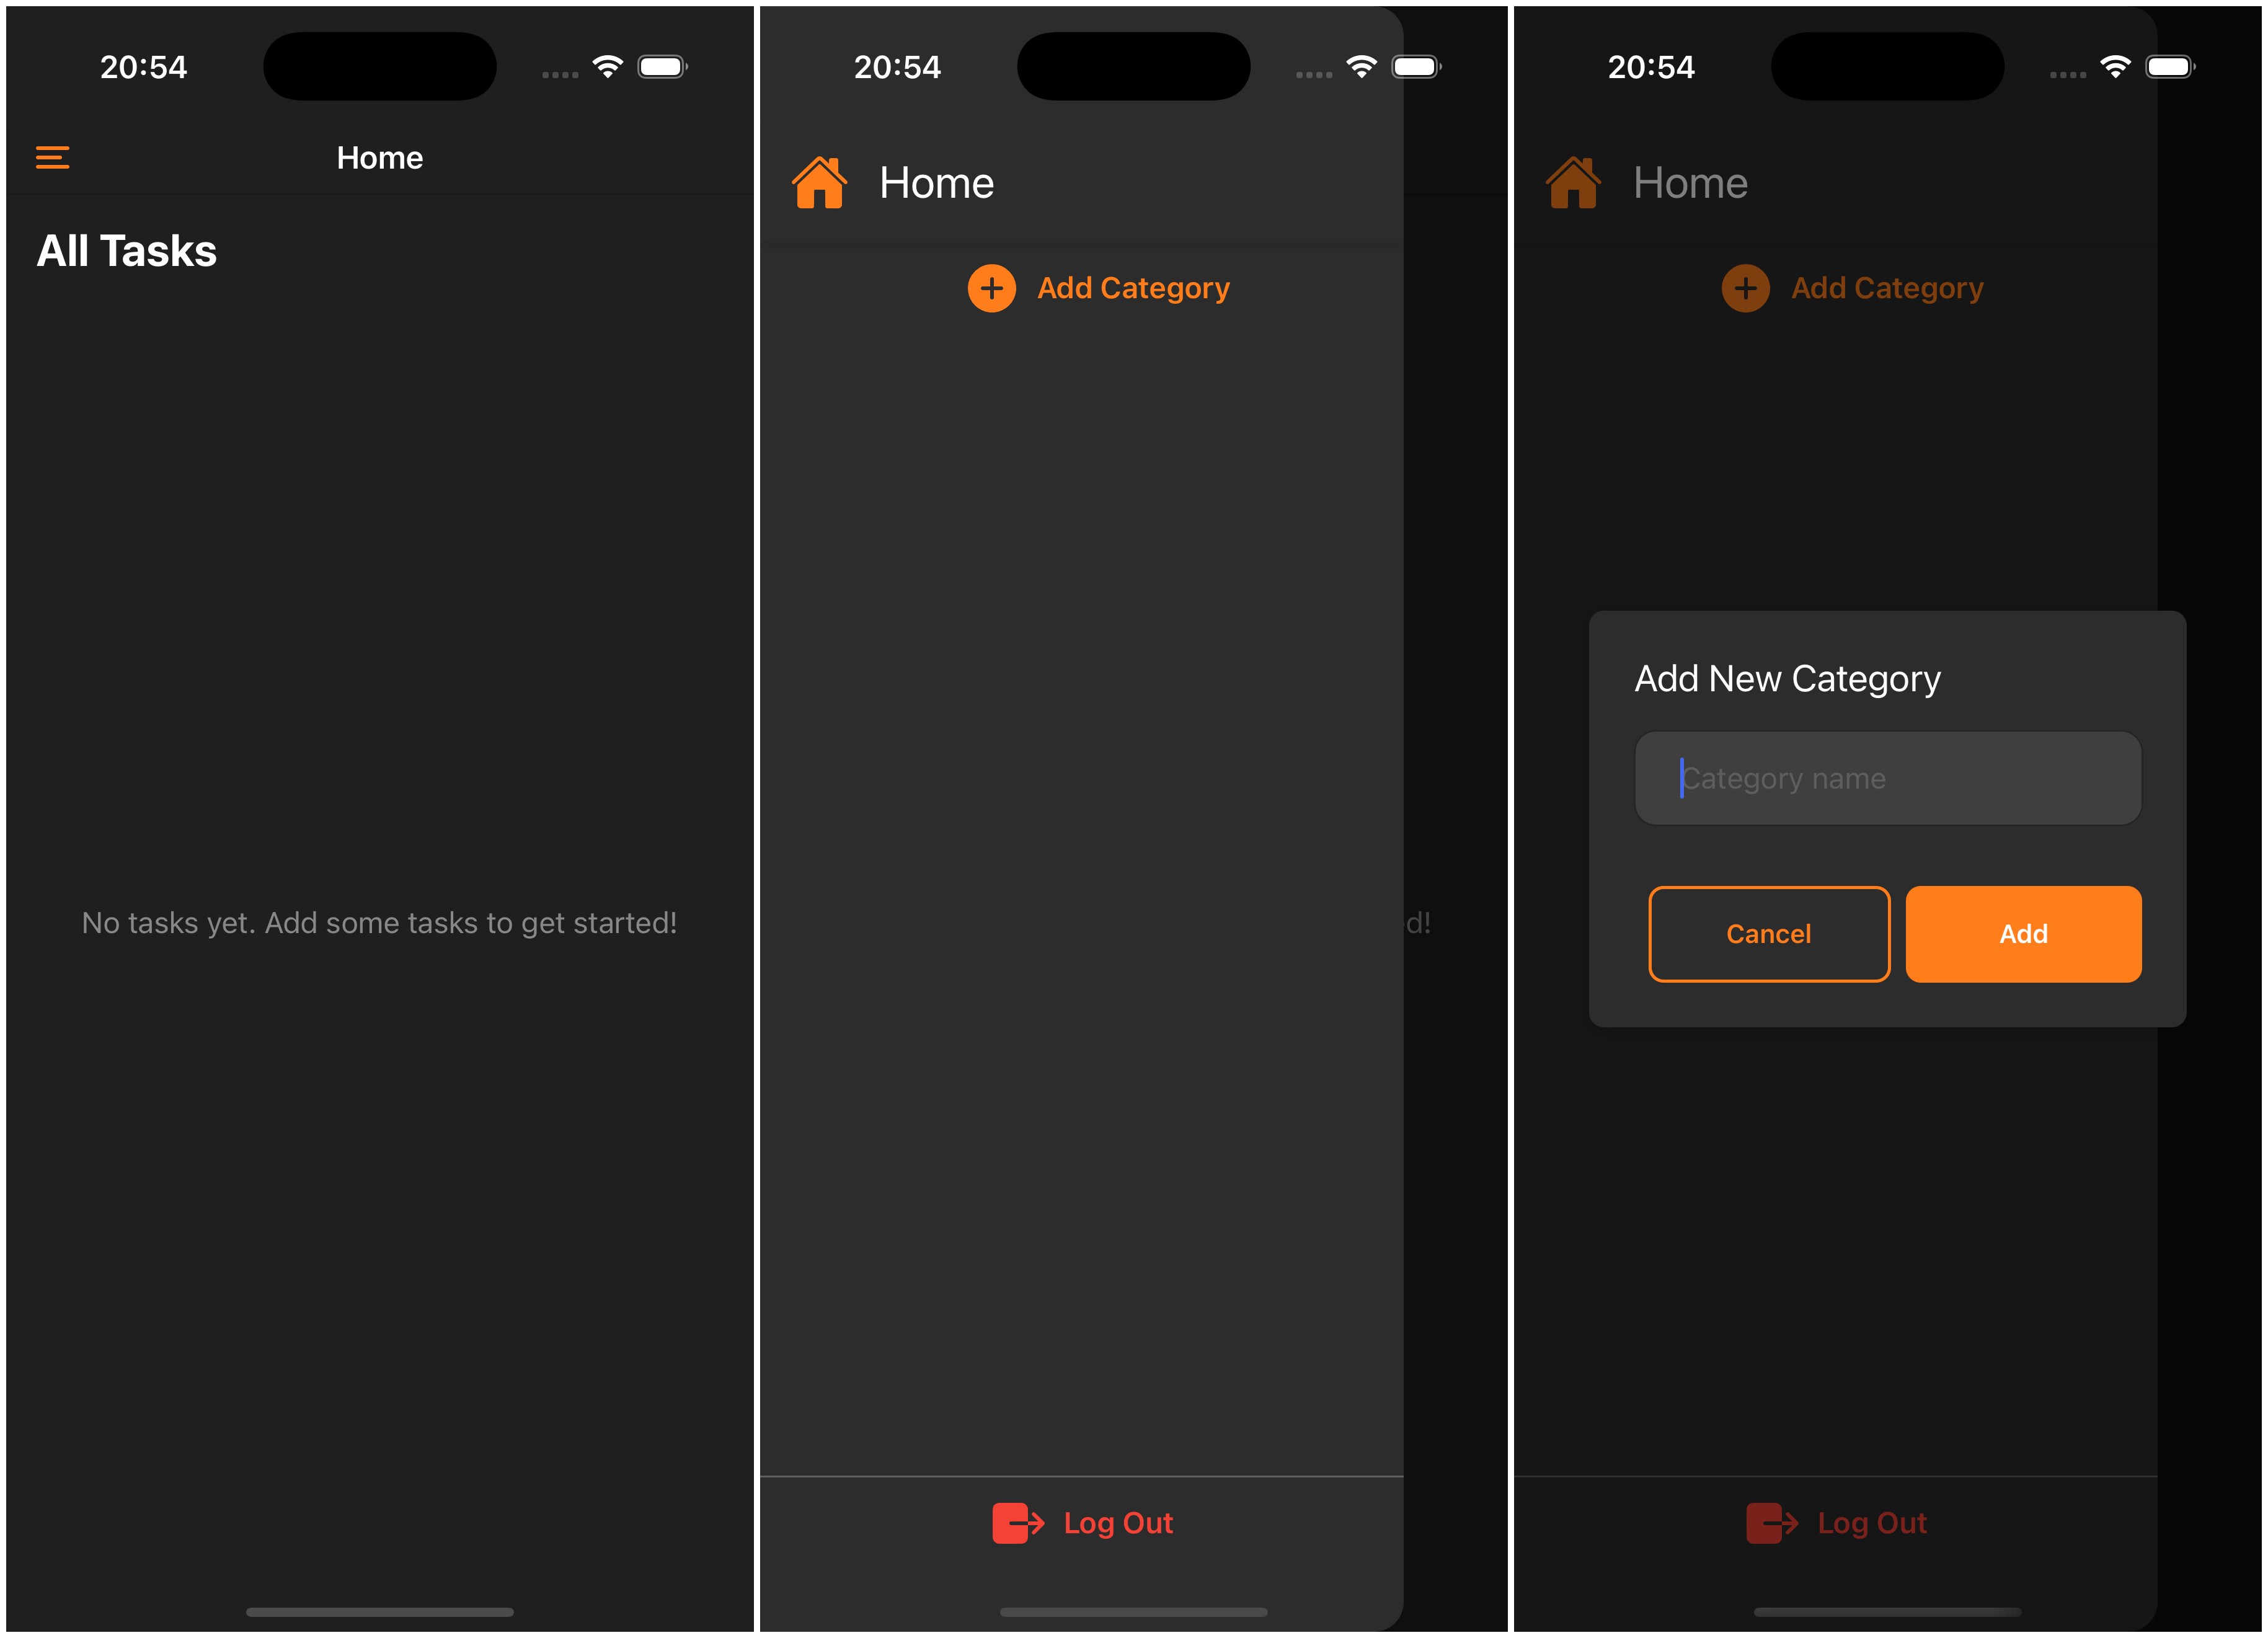 20:54
Home
All Tasks
No tasks yet. Add some tasks to get started!
20:54
Home
Add Category
d!
Log Out
20:54
Home
Add Category
Add New Category
Category name
Cancel
Add
Log Out